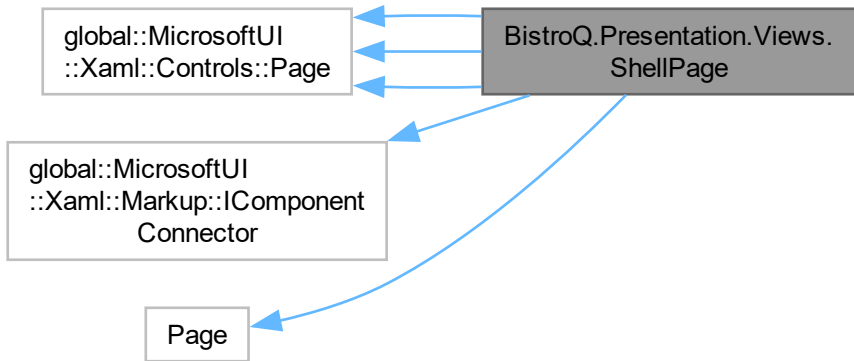 global::MicrosoftUI
::Xaml::Controls::Page
BistroQ.Presentation.Views.
ShellPage
global::MicrosoftUI
::Xaml::Markup::IComponent
Connector
Page